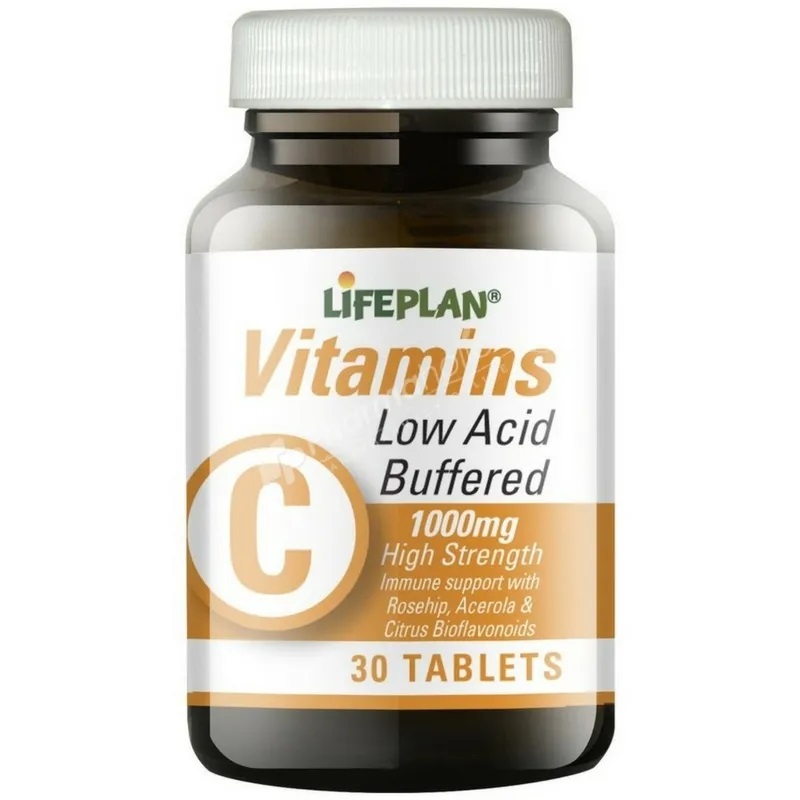 LIFEPLAN®
Vitamins
Low Acid
Buffered
C
1000mg
High Strength
Immune support with
Rosehip, Acerola &
Citrus Bioflavonoids
30 TABLETS